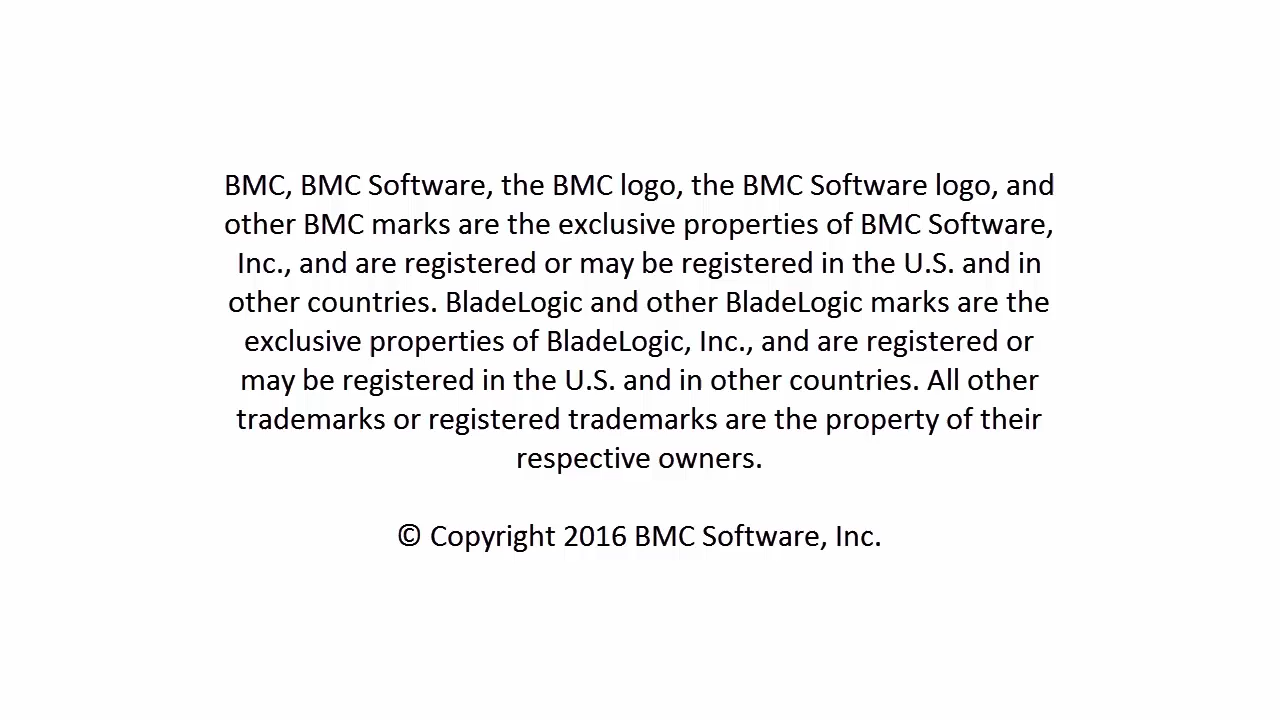 BMC, BMC Software, the BMC logo, the BMC Software logo, and
other BMC marks are the exclusive properties of BMC Software,
Inc., and are registered or may be registered in the U.S. and in
other countries. BladeLogic and other BladeLogic marks are the
exclusive properties of BladeLogic, Inc., and are registered or
may be registered in the U.S. and in other countries. All other
trademarks or registered trademarks are the property of their
respective owners.
© Copyright 2016 BMC Software, Inc.